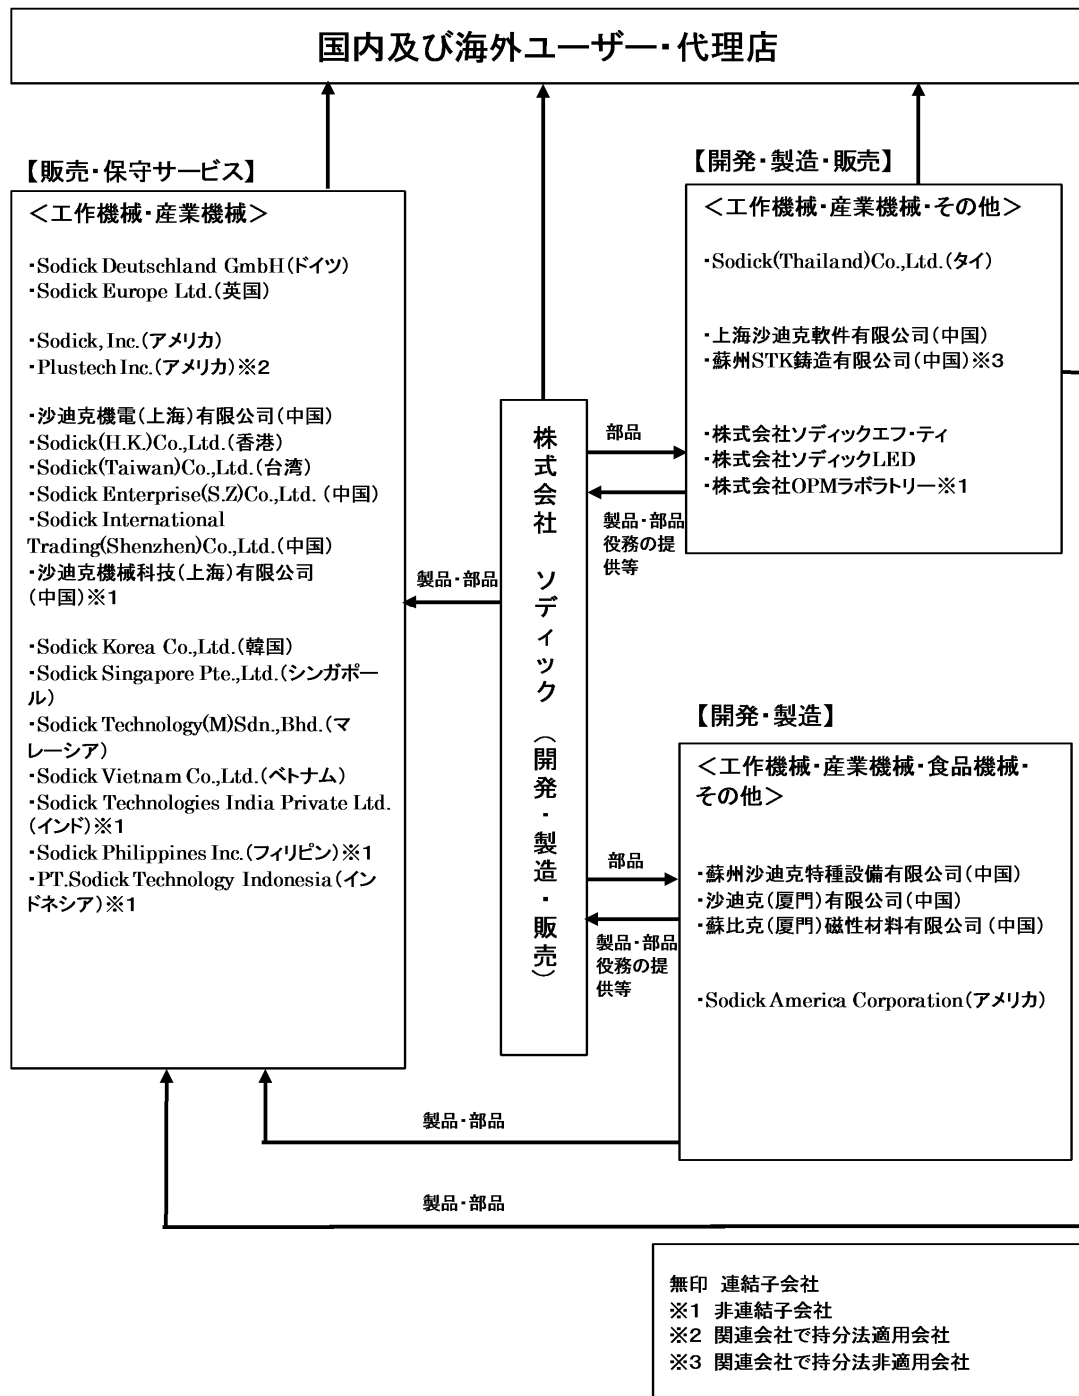 国内及び海外ユーザー・代理店
【販売・保守サービス】
＜工作機械・産業機械＞
・Sodick Deutschland GmbH(ドイツ)
・Sodick Europe Ltd.(英国)
・Sodick, Inc.(アメリカ)
・Plustech Inc.(アメリカ)※2
・沙迪克機電(上海)有限公司(中国)
・Sodick(H.K.)Co.,Ltd.(香港)
・Sodick(Taiwan)Co.,Ltd.(台湾)
・Sodick Enterprise(S.Z)Co.,Ltd. (中国)
・Sodick International
Trading(Shenzhen)Co.,Ltd.(中国)
・沙迪克機械科技(上海)有限公司
(中国)※1
・Sodick Korea Co.,Ltd.(韓国)
・Sodick Singapore Pte.,Ltd.(シンガポー
ル)
・Sodick Technology(M)Sdn.,Bhd.(マ
レーシア)
・Sodick Vietnam Co.,Ltd.(ベトナム)
・Sodick Technologies India Private Ltd.
(インド)※1
・Sodick Philippines Inc.(フィリピン)※1
・PT.Sodick Technology Indonesia(イン
ドネシア)※1
製品・部品
株式会社 ソディック (開発・製造・販売)
部品
製品・部品
役務の提
供等
部品
製品・部品
役務の提
供等
【開発・製造・販売】
＜工作機械・産業機械・その他＞
・Sodick(Thailand)Co.,Ltd.(タイ)
・上海沙迪克軟件有限公司(中国)
・蘇州STK鋳造有限公司(中国)※3
・株式会社ソディックエフ・ティ
・株式会社ソディックLED
・株式会社OPMラボラトリー※1
【開発・製造】
＜工作機械・産業機械・食品機械・
その他＞
・蘇州沙迪克特種設備有限公司(中国)
・沙迪克(厦門)有限公司(中国)
・蘇比克(厦門)磁性材料有限公司(中国)
・Sodick America Corporation(アメリカ)
製品・部品
製品・部品
無印 連結子会社
※1 非連結子会社
※2 関連会社で持分法適用会社
※3 関連会社で持分法非適用会社